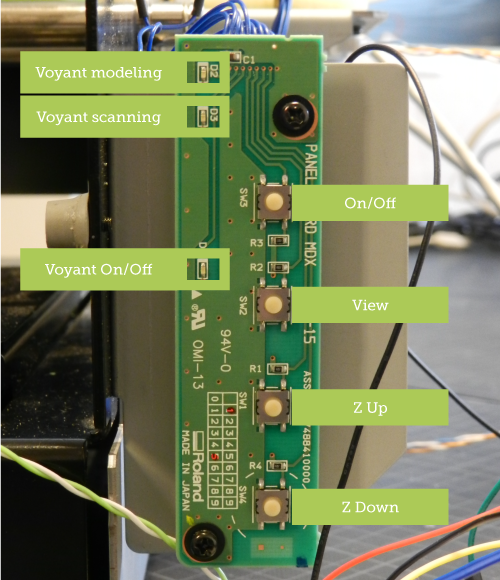 Voyant modeling
D2
C1
Voyant scanning
D3
PANEL
RD MDX
-15
SW3
On/Off
R3
R2
Voyant On/Off
SW2
View
94V-0
OMI-13
R1
ASS
SW1
Z Up
7488410000
0 1 2 3 4 5 6 7 8 9
1 2 3 4 5 6 7 8 9
Roland
MADE IN JAPAN
R4
SW4
Z Down